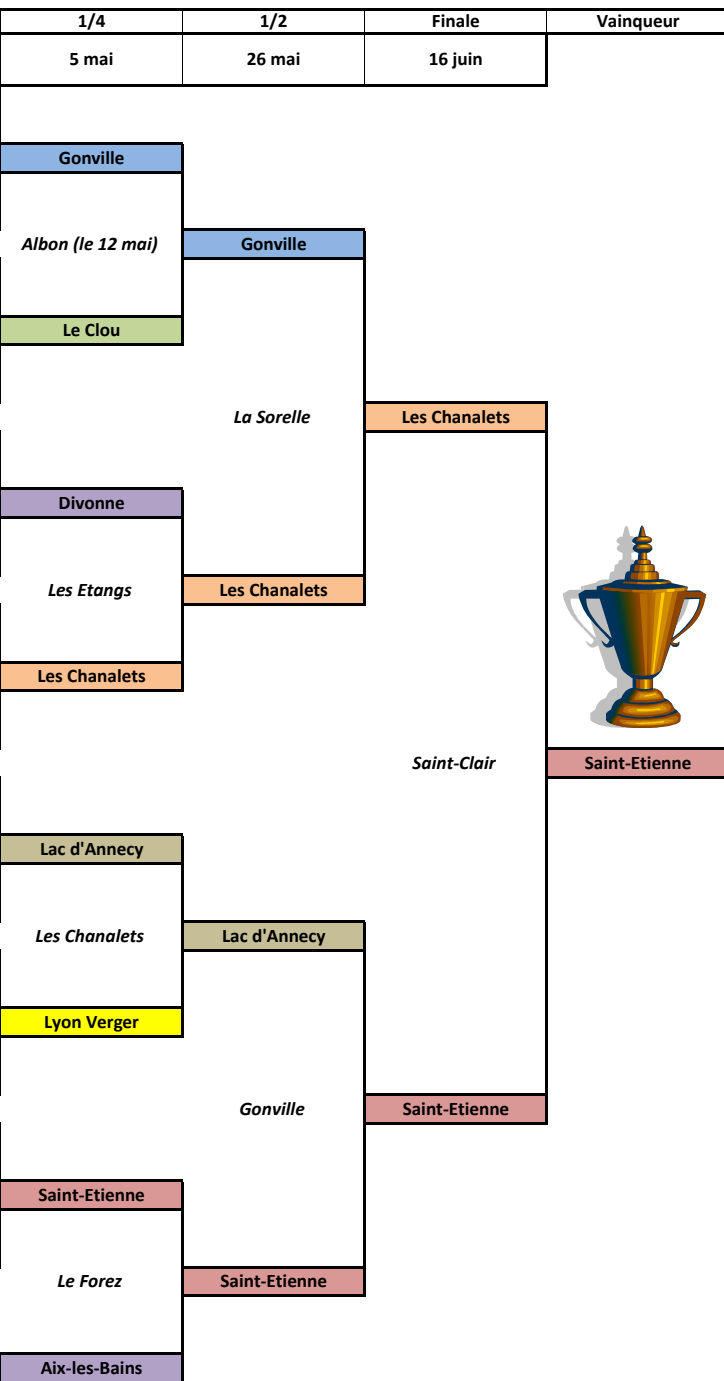 1/4 1/2 Finale Vainqueur
5 mai 26 mai 16 juin
Gonville
Albon (le 12 mai) Gonville
Le Clou
La Sorelle Les Chanalets
Divonne
Les Etangs Les Chanalets
Les Chanalets
Saint-Clair Saint-Etienne
Lac d'Annecy
Les Chanalets Lac d'Annecy
Lyon Verger
Gonville Saint-Etienne
Saint-Etienne
Le Forez Saint-Etienne
Aix-les-Bains